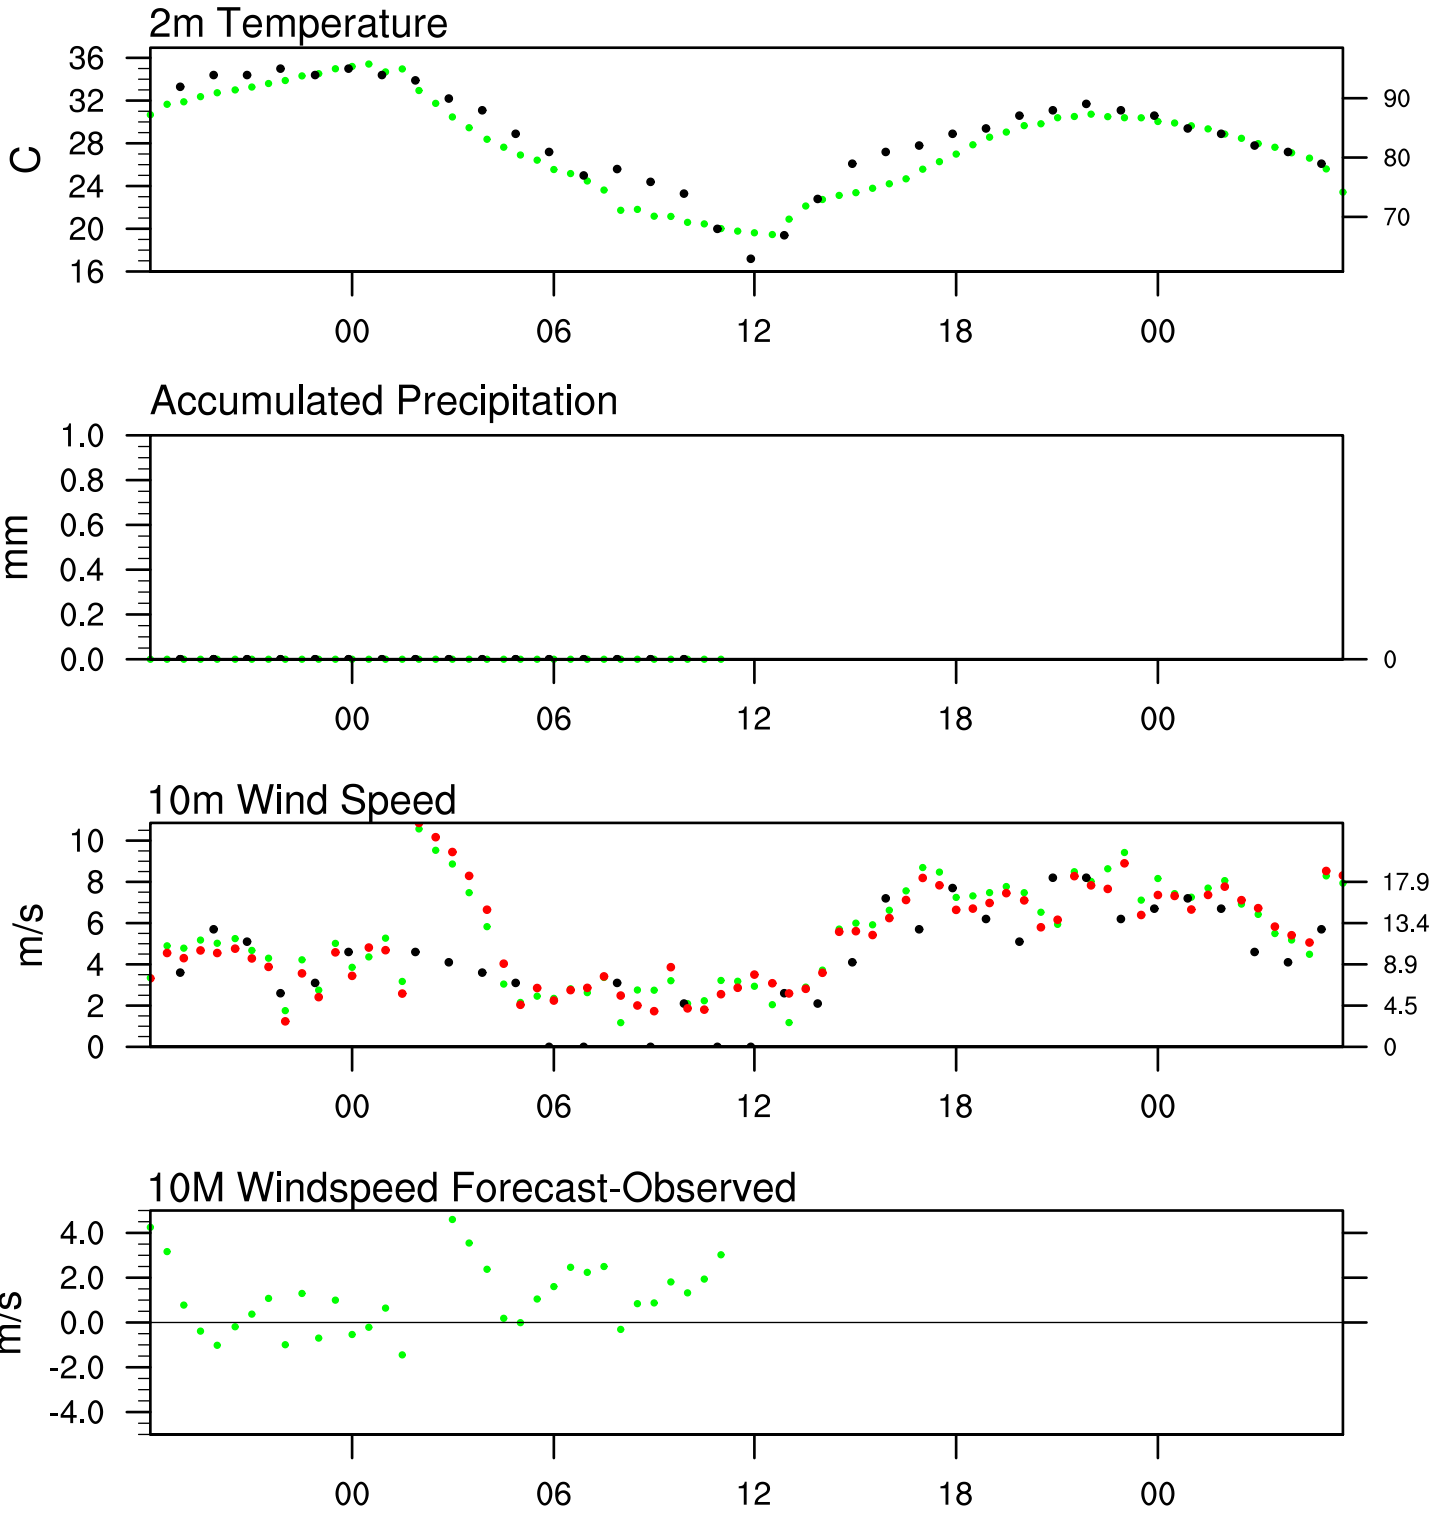 2m Temperature
36
32
28
24
20
16
C
90
80
70
00 06 12 18 00
Accumulated Precipitation
1.0
0.8
0.6
0.4
0.2
0.0
mm
0
00 06 12 18 00
10m Wind Speed
10
8
6
4
2
0
m/s
17.9
13.4
8.9
4.5
0
00 06 12 18 00
10M Windspeed Forecast-Observed
4.0
2.0
0.0
-2.0
-4.0
m/s
00 06 12 18 00